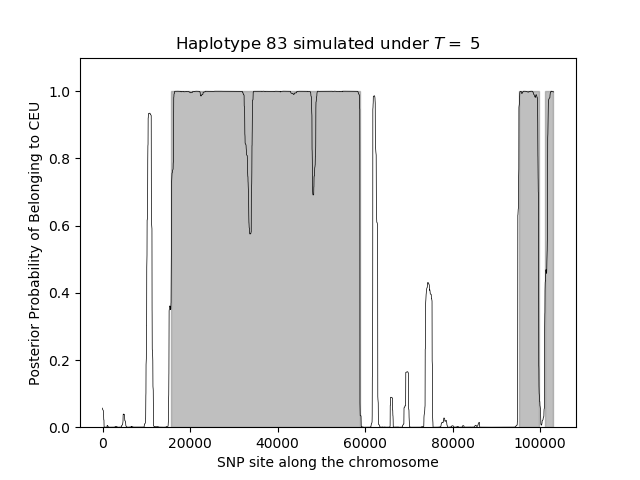 Haplotype 83 simulated under T = 5
Posterior Probability of Belonging to CEU
1.0
0.8
0.6
0.4
0.2
0.0
0 20000 40000 60000 80000 100000
SNP site along the chromosome